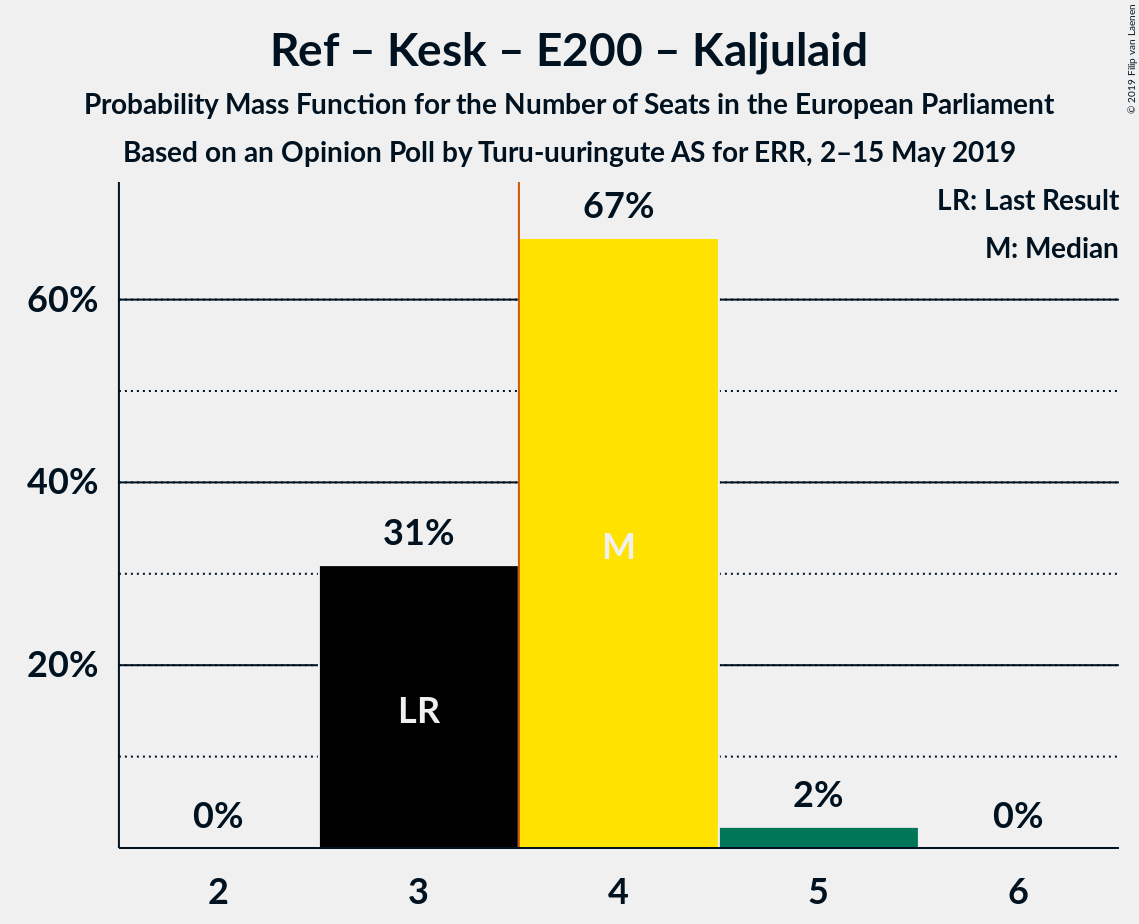 Ref – Kesk – E200 – Kaljulaid
Probability Mass Function for the Number of Seats in the European Parliament
Based on an Opinion Poll by Turu-uuringute AS for ERR, 2–15 May 2019
© 2019 Filip van Laenen
LR: Last Result
M: Median
67%
60%
M
40%
31%
LR
20%
0%
2%
0%
2 3 4 5 6